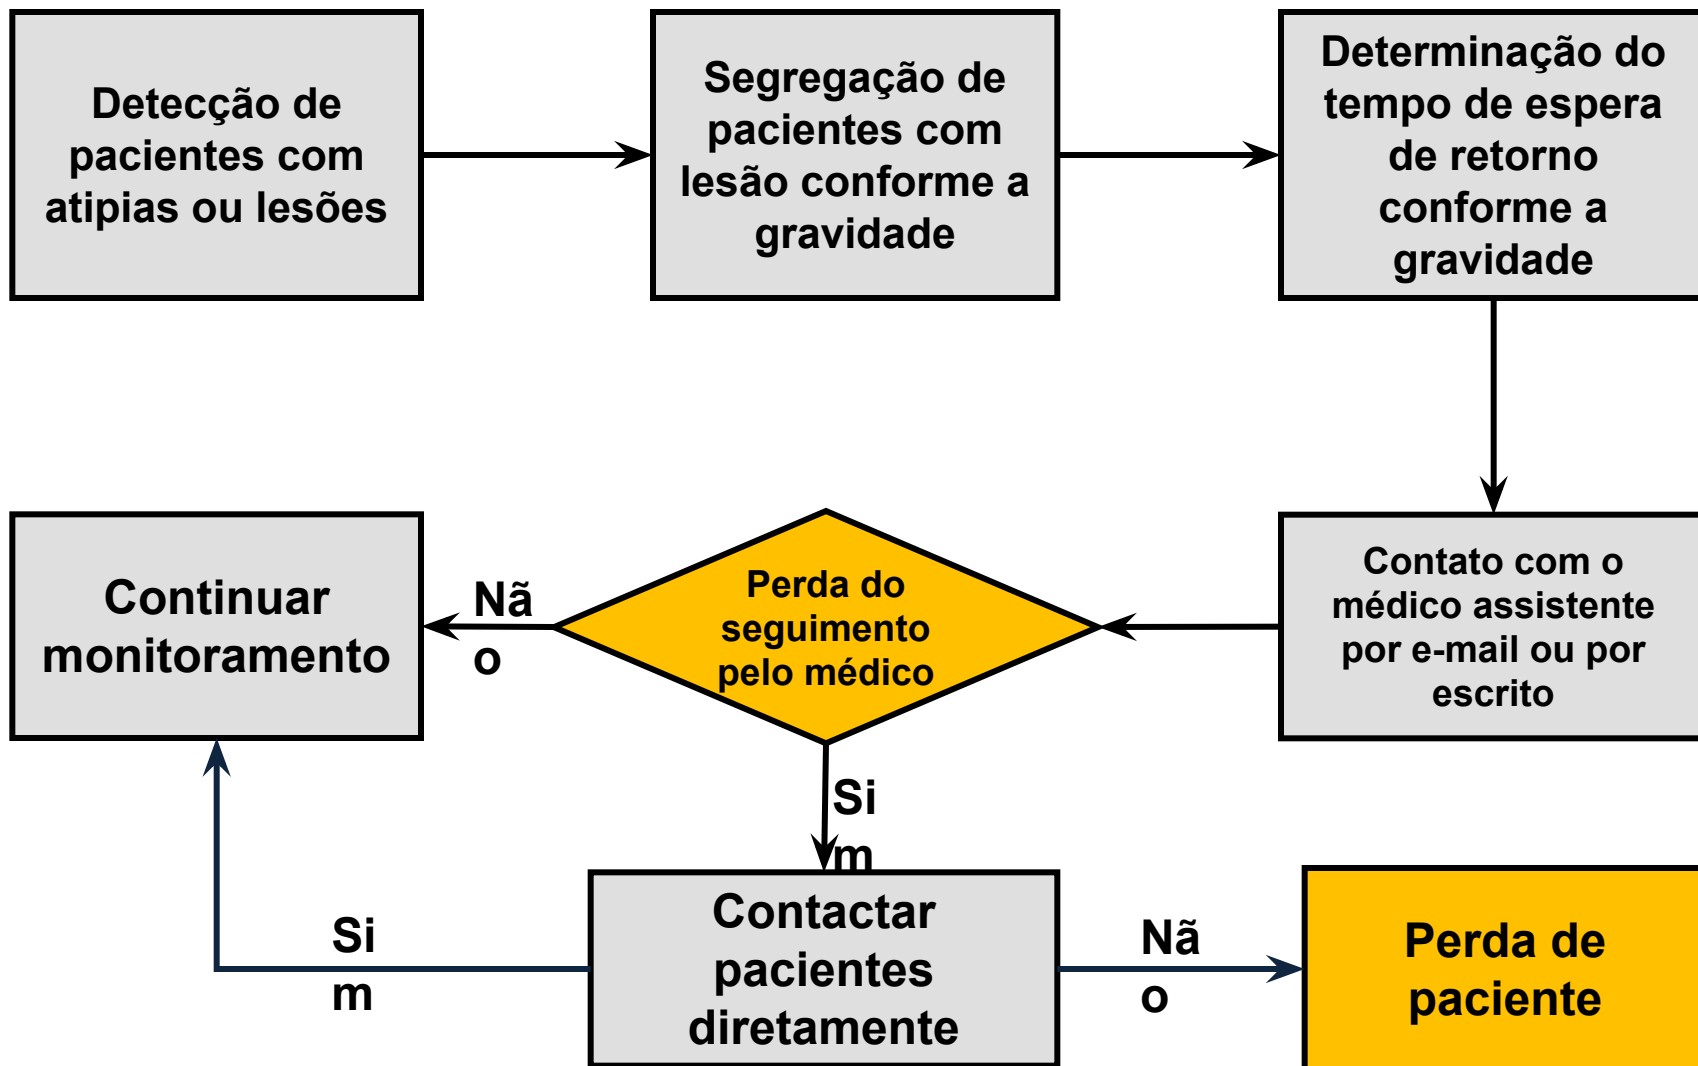 Detecção de
pacientes com
atipias ou lesões
Segregação de
pacientes com
lesão conforme a
gravidade
Determinação do
tempo de espera
de retorno
conforme a
gravidade
Continuar
monitoramento
Nã
o
Perda do
seguimento
pelo médico
Contato com o
médico assistente
por e-mail ou por
escrito
Si
m
Si
m
Contactar
pacientes
diretamente
Nã
o
Perda de
paciente